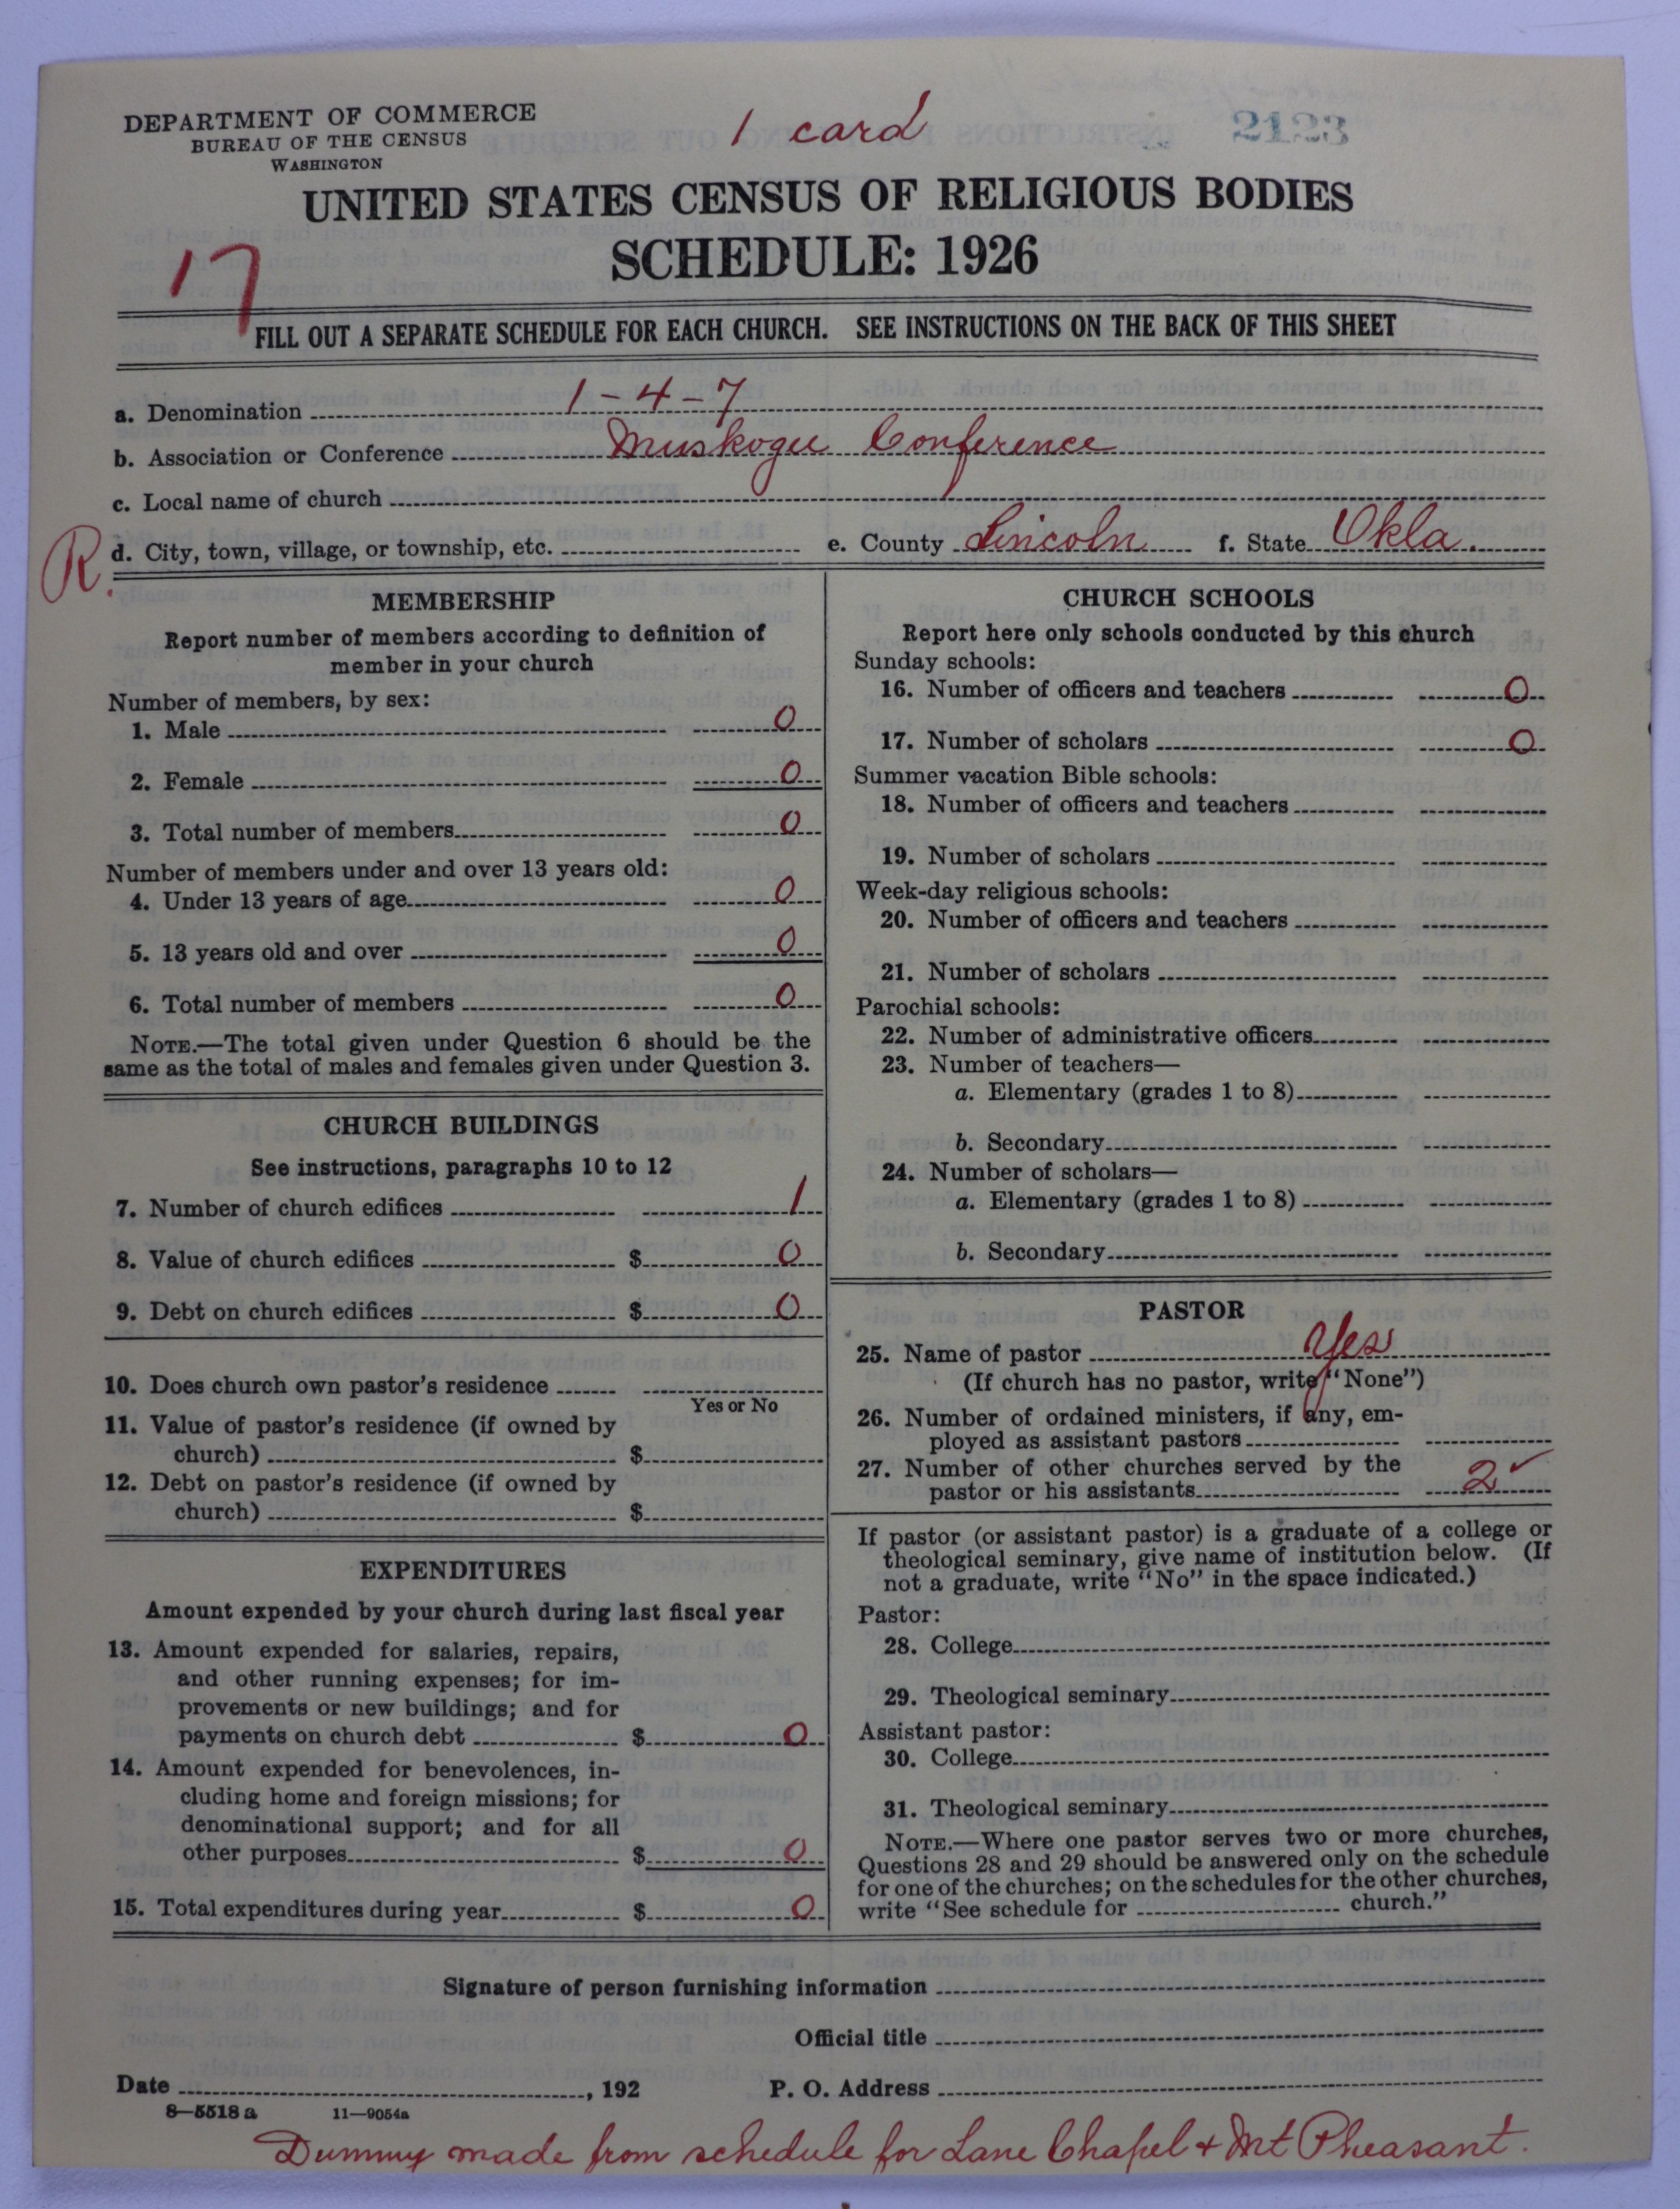 DEPARTMENT OF COMMERCE
BUREAU OF THE CENSUS
WASHINGTON
1 card
2123
UNITED STATES CENSUS OF RELIGIOUS BODIES
SCHEDULE: 1926
17
FILL OUT A SEPARATE SCHEDULE FOR EACH CHURCH. SEE INSTRUCTIONS ON THE BACK OF THIS SHEET
a. Denomination 1-4-7
b. Association or Conference Muskogee Conference
c. Local name of church
R. d. City, town, village, or township, etc. e. County Lincoln f. State Okla.
MEMBERSHIP
Report number of members according to definition of
member in your church
Number of members, by sex:
1. Male 0
2. Female 0
3. Total number of members 0
Number of members under and over 13 years old:
4. Under 13 years of age 0
5. 13 years old and over 0
6. Total number of members 0
NOTE.—The total given under Question 6 should be the
same as the total of males and females given under Question 3.
CHURCH BUILDINGS
See instructions, paragraphs 10 to 12
7. Number of church edifices 1
8. Value of church edifices $ 0
9. Debt on church edifices $ 0
10. Does church own pastor's residence
Yes or No
11. Value of pastor's residence (if owned by
church) $
12. Debt on pastor's residence (if owned by
church) $
EXPENDITURES
Amount expended by your church during last fiscal year
13. Amount expended for salaries, repairs,
and other running expenses; for im-
provements or new buildings; and for
payments on church debt $ 0
14. Amount expended for benevolences, in-
cluding home and foreign missions; for
denominational support; and for all
other purposes $ 0
15. Total expenditures during year $ 0
CHURCH SCHOOLS
Report here only schools conducted by this church
Sunday schools:
16. Number of officers and teachers 0
17. Number of scholars 0
Summer vacation Bible schools:
18. Number of officers and teachers
19. Number of scholars
Week-day religious schools:
20. Number of officers and teachers
21. Number of scholars
Parochial schools:
22. Number of administrative officers
23. Number of teachers—
a. Elementary (grades 1 to 8)
b. Secondary
24. Number of scholars—
a. Elementary (grades 1 to 8)
b. Secondary
PASTOR
25. Name of pastor Yes
(If church has no pastor, write "None")
26. Number of ordained ministers, if any, em-
ployed as assistant pastors
27. Number of other churches served by the
pastor or his assistants 2 ✓
If pastor (or assistant pastor) is a graduate of a college or
theological seminary, give name of institution below. (If
not a graduate, write "No" in the space indicated.)
Pastor:
28. College
29. Theological seminary
Assistant pastor:
30. College
31. Theological seminary
NOTE.—Where one pastor serves two or more churches,
Questions 28 and 29 should be answered only on the schedule
for one of the churches; on the schedules for the other churches,
write "See schedule for church."
Signature of person furnishing information
Official title
Date , 192 P. O. Address
8—5518 a 11—9054a
Dummy made from schedule for Lane Chapel & Mt Pheasant.